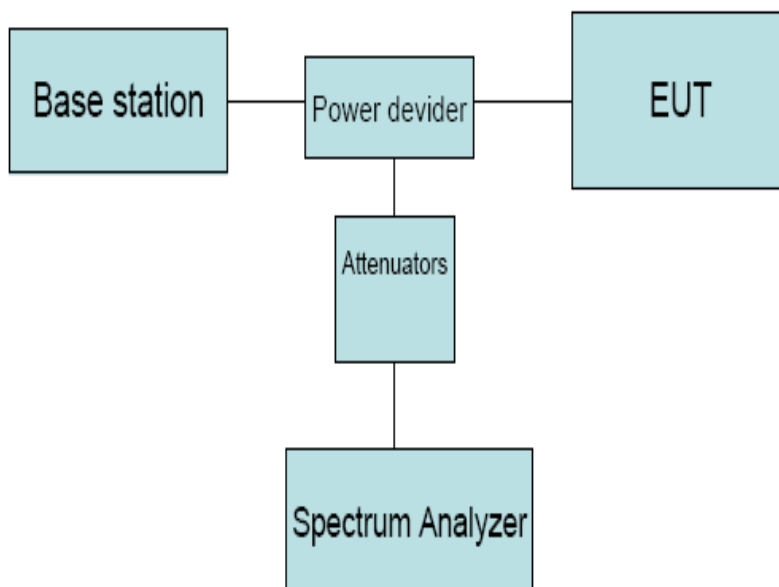 Base station
Power devider
EUT
Attenuators
Spectrum Analyzer